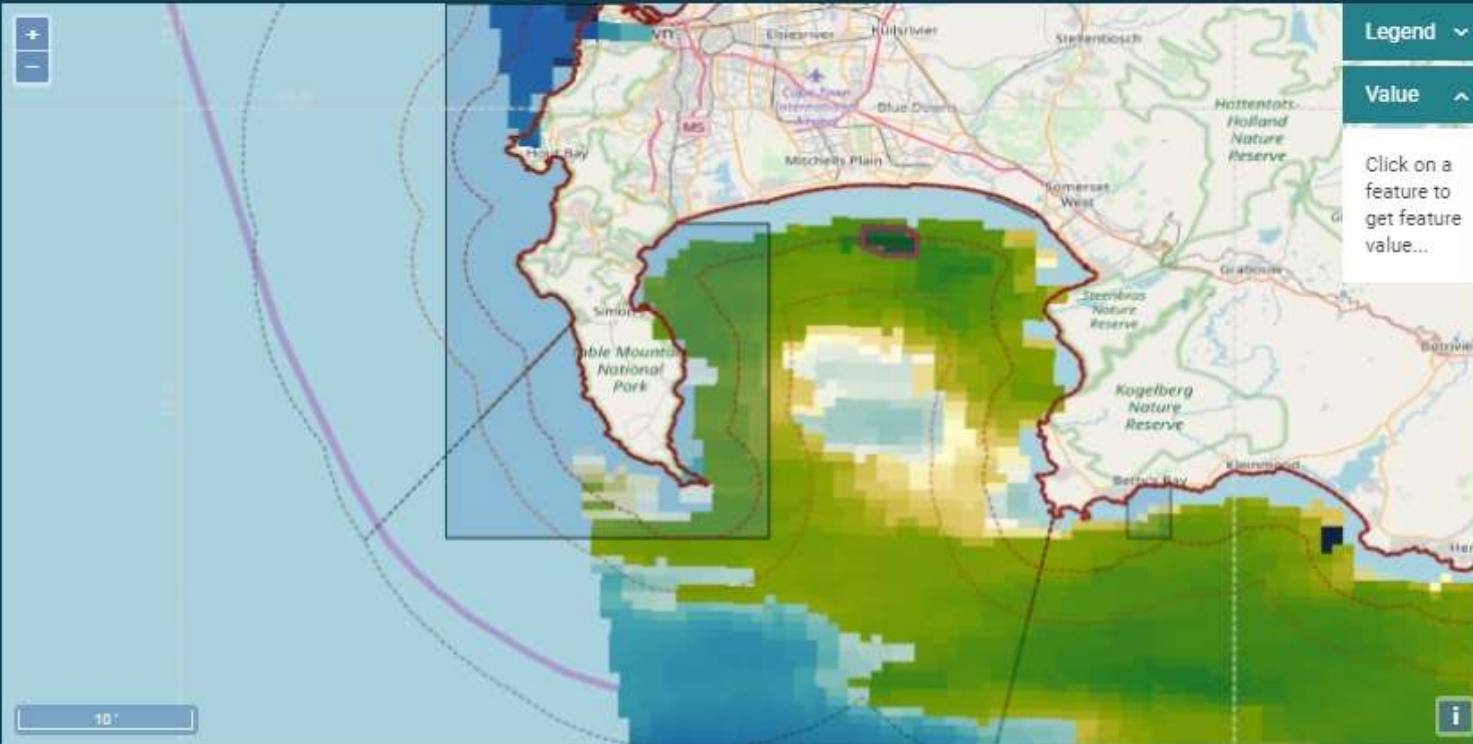 +
−
Elsiesrivier
Kuilsrivier
Stellenbosch
Legend
Value
Click on a
feature to
get feature
value...
Cape Town
International
Airport
Blue Downs
M5
Hottentots-
Holland
Nature
Reserve
Hout Bay
Mitchells Plain
Somerset
West
Grabouw
Steenbras
Nature
Reserve
Simon's
Table Mountain
National
Park
Kogelberg
Nature
Reserve
Kleinmond
Betty's Bay
Her
10 '
i